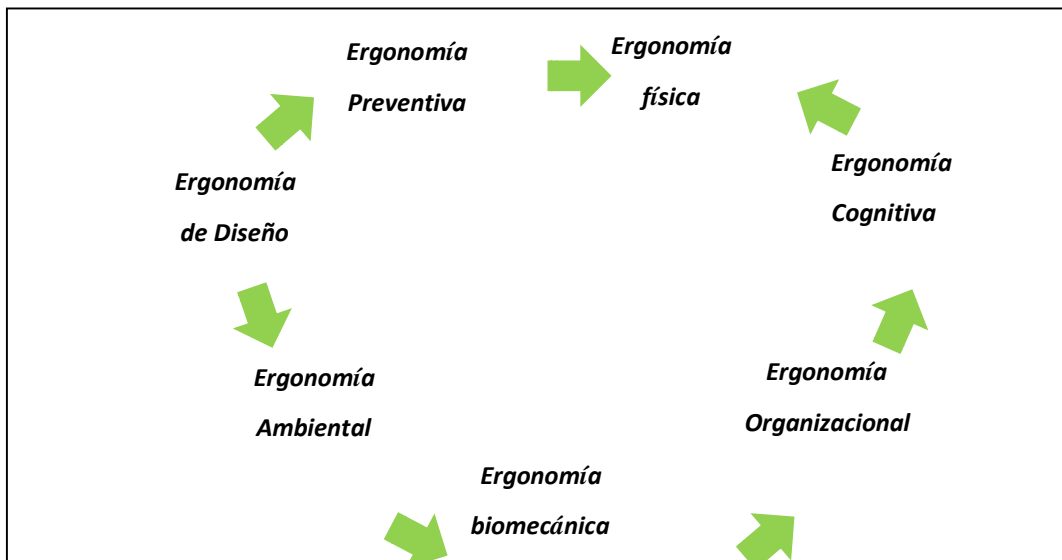 Ergonomía
Preventiva
Ergonomía
física
Ergonomía
Cognitiva
Ergonomía
de Diseño
Ergonomía
Ambiental
Ergonomía
Organizacional
Ergonomía
biomecánica